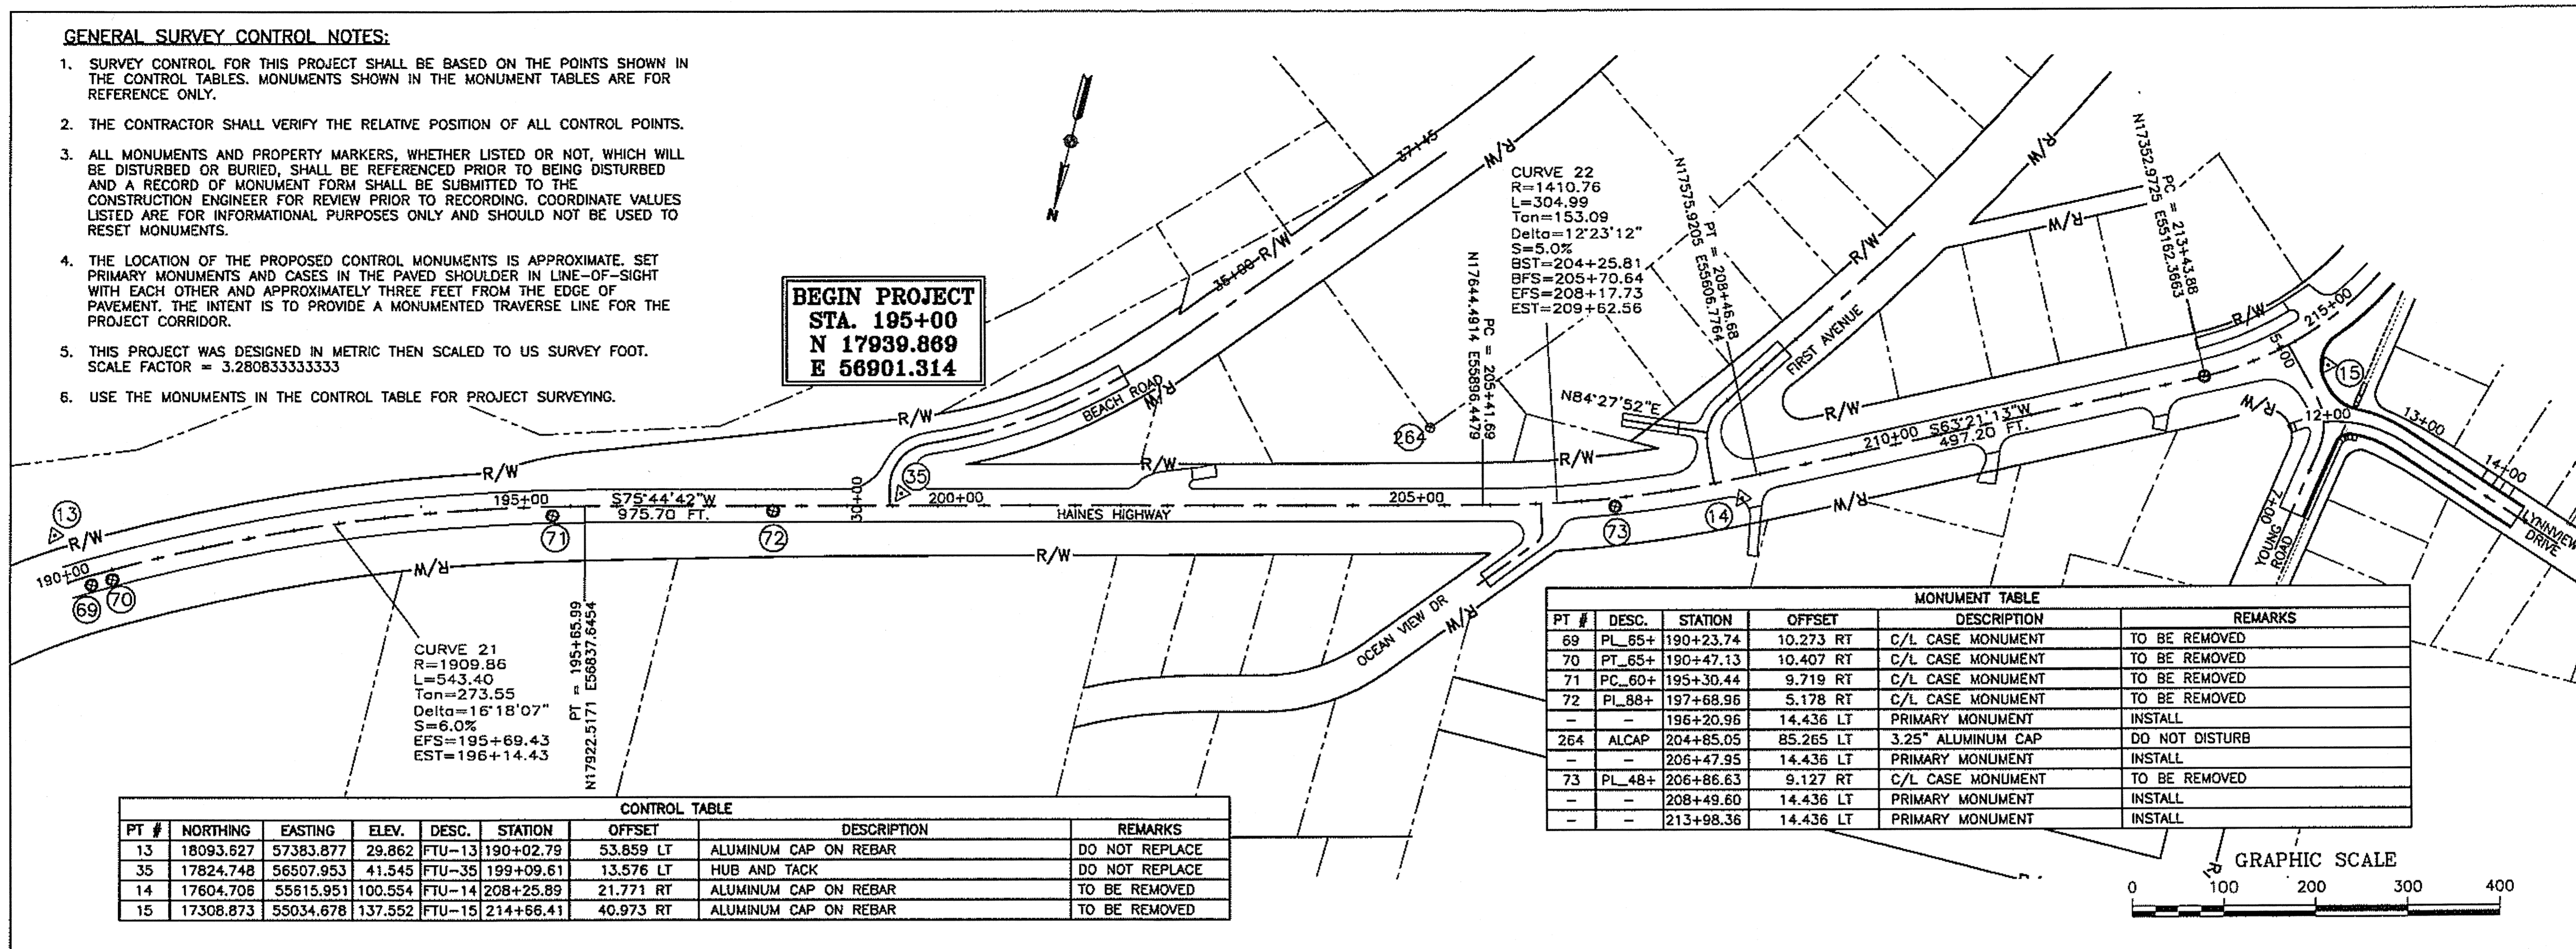 GENERAL SURVEY CONTROL NOTES:
1. SURVEY CONTROL FOR THIS PROJECT SHALL BE BASED ON THE POINTS SHOWN IN
THE CONTROL TABLES. MONUMENTS SHOWN IN THE MONUMENT TABLES ARE FOR
REFERENCE ONLY.
2. THE CONTRACTOR SHALL VERIFY THE RELATIVE POSITION OF ALL CONTROL POINTS.
3. ALL MONUMENTS AND PROPERTY MARKERS, WHETHER LISTED OR NOT, WHICH WILL
BE DISTURBED OR BURIED, SHALL BE REFERENCED PRIOR TO BEING DISTURBED
AND A RECORD OF MONUMENT FORM SHALL BE SUBMITTED TO THE
CONSTRUCTION ENGINEER FOR REVIEW PRIOR TO RECORDING. COORDINATE VALUES
LISTED ARE FOR INFORMATIONAL PURPOSES ONLY AND SHOULD NOT BE USED TO
RESET MONUMENTS.
4. THE LOCATION OF THE PROPOSED CONTROL MONUMENTS IS APPROXIMATE. SET
PRIMARY MONUMENTS AND CASES IN THE PAVED SHOULDER IN LINE-OF-SIGHT
WITH EACH OTHER AND APPROXIMATELY THREE FEET FROM THE EDGE OF
PAVEMENT. THE INTENT IS TO PROVIDE A MONUMENTED TRAVERSE LINE FOR THE
PROJECT CORRIDOR.
5. THIS PROJECT WAS DESIGNED IN METRIC THEN SCALED TO US SURVEY FOOT.
SCALE FACTOR = 3.280833333333
6. USE THE MONUMENTS IN THE CONTROL TABLE FOR PROJECT SURVEYING.
N
BEGIN PROJECT
STA. 195+00
N 17939.869
E 56901.314
37+45
35+00
R/W
R/W
R/W
R/W
BEACH ROAD
CURVE 22
R=1410.76
L=304.99
Tan=153.09
Delta=12°23'12"
S=5.0%
BST=204+25.81
BFS=205+70.64
EFS=208+17.73
EST=209+62.56
PC = 205+41.69
N17644.4914 E55896.4479
PT = 208+46.68
N17575.9205 E55606.7764
PC = 213+43.88
N17352.9725 E55162.3663
N84°27'52"E
FIRST AVENUE
R/W
R/W
R/W
R/W
R/W
R/W
R/W
215+00
5+00
15
12+00
13+00
14+00
LYNNVIEW
DRIVE
7+00
YOUNG
ROAD
210+00 S63°21'13"W
497.20 FT.
264
R/W
R/W
35
13
R/W
R/W
190+00
69
70
195+00
S75°44'42"W
975.70 FT.
71
72
30+00
200+00
HAINES HIGHWAY
205+00
73
14
R/W
R/W
R/W
OCEAN VIEW DR
R/W
CURVE 21
R=1909.86
L=543.40
Tan=273.55
Delta=16°18'07"
S=6.0%
EFS=195+69.43
EST=196+14.43
PT = 195+65.99
N17922.5171 E56837.6454
MONUMENT TABLE
PT # DESC. STATION OFFSET DESCRIPTION REMARKS
69 PL_65+ 190+23.74 10.273 RT C/L CASE MONUMENT TO BE REMOVED
70 PT_65+ 190+47.13 10.407 RT C/L CASE MONUMENT TO BE REMOVED
71 PC_60+ 195+30.44 9.719 RT C/L CASE MONUMENT TO BE REMOVED
72 PI_88+ 197+68.96 5.178 RT C/L CASE MONUMENT TO BE REMOVED
- - 196+20.96 14.436 LT PRIMARY MONUMENT INSTALL
264 ALCAP 204+85.05 85.265 LT 3.25" ALUMINUM CAP DO NOT DISTURB
- - 206+47.95 14.436 LT PRIMARY MONUMENT INSTALL
73 PL_48+ 206+86.63 9.127 RT C/L CASE MONUMENT TO BE REMOVED
- - 208+49.60 14.436 LT PRIMARY MONUMENT INSTALL
- - 213+98.36 14.436 LT PRIMARY MONUMENT INSTALL
CONTROL TABLE
PT # NORTHING EASTING ELEV. DESC. STATION OFFSET DESCRIPTION REMARKS
13 18093.627 57383.877 29.862 FTU-13 190+02.79 53.859 LT ALUMINUM CAP ON REBAR DO NOT REPLACE
35 17824.748 56507.953 41.545 FTU-35 199+09.61 13.576 LT HUB AND TACK DO NOT REPLACE
14 17604.706 55615.951 100.554 FTU-14 208+25.89 21.771 RT ALUMINUM CAP ON REBAR TO BE REMOVED
15 17308.873 55034.678 137.552 FTU-15 214+66.41 40.973 RT ALUMINUM CAP ON REBAR TO BE REMOVED
GRAPHIC SCALE
0 100 200 300 400